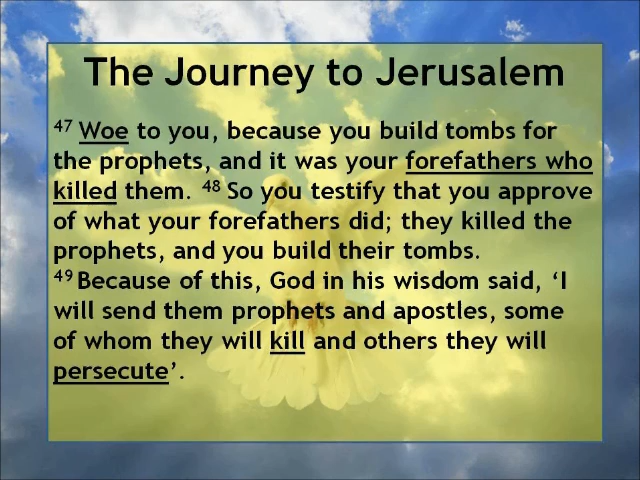 The Journey to Jerusalem
47 Woe to you, because you build tombs for
the prophets, and it was your forefathers who
killed them. 48 So you testify that you approve
of what your forefathers did; they killed the
prophets, and you build their tombs.
49 Because of this, God in his wisdom said, ‘I
will send them prophets and apostles, some
of whom they will kill and others they will
persecute’.